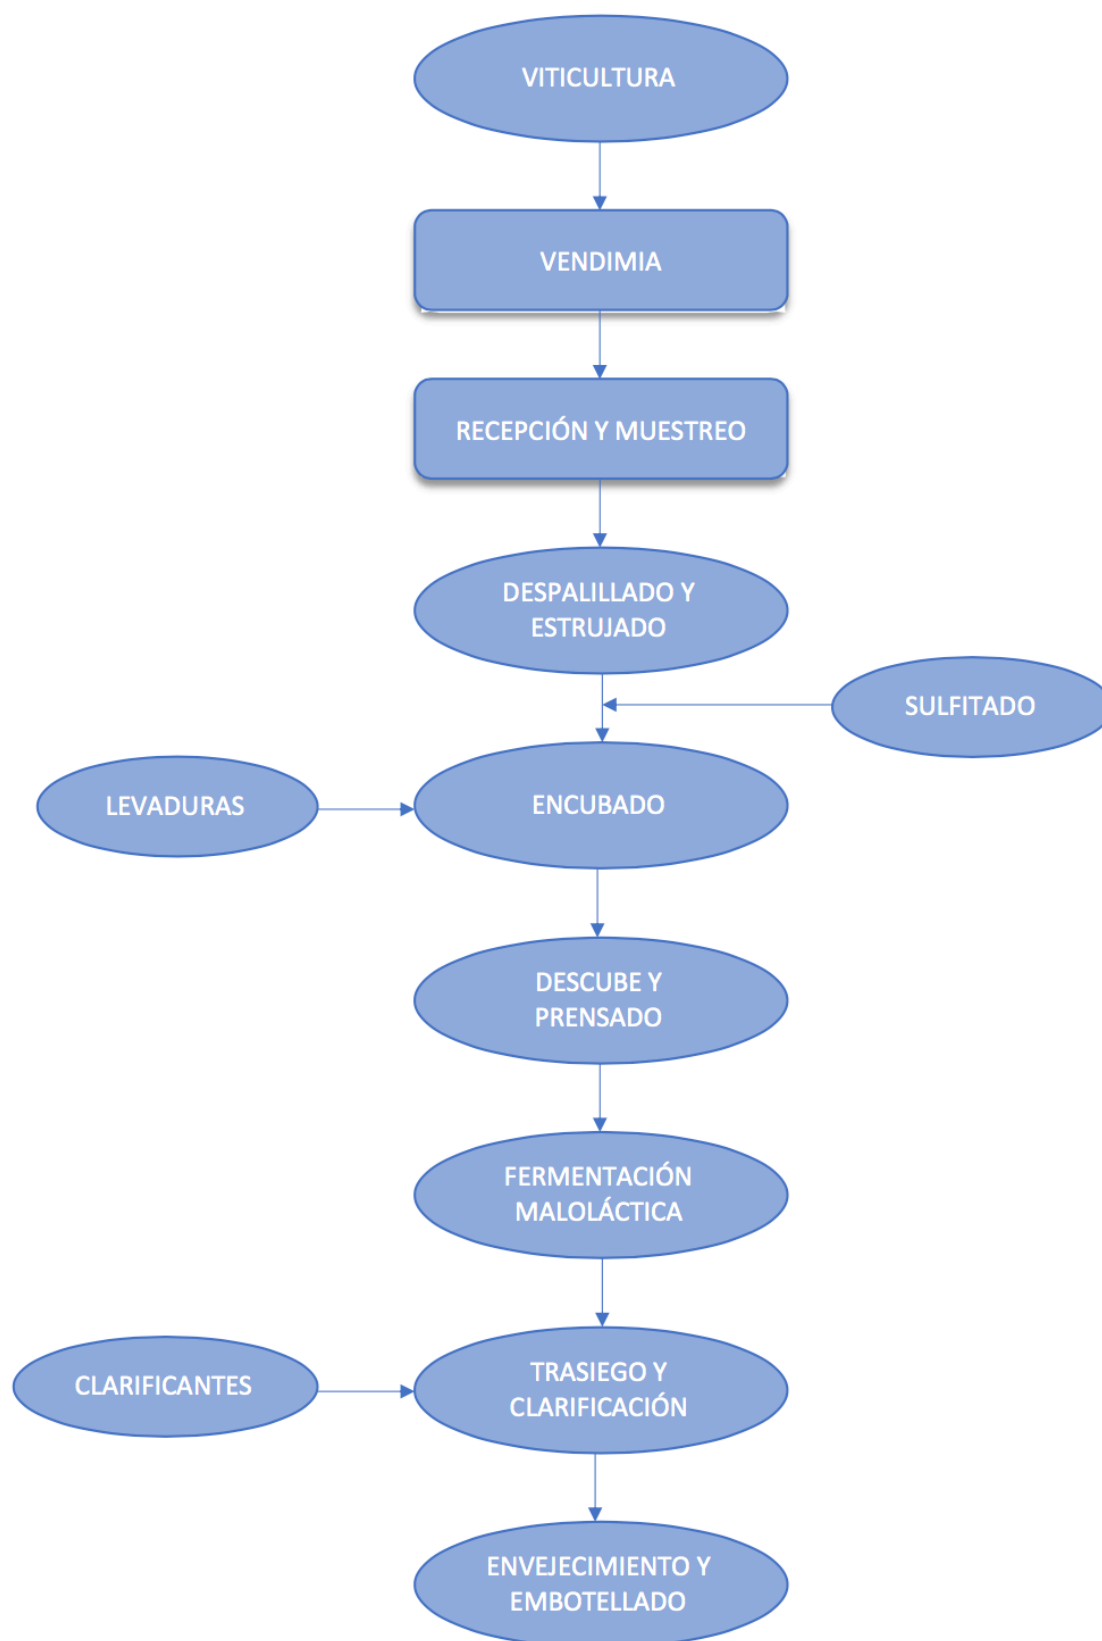 VITICULTURA
VENDIMIA
RECEPCIÓN Y MUESTREO
DESPALILLADO Y
ESTRUJADO
SULFITADO
LEVADURAS
ENCUBADO
DESCUBE Y
PRENSADO
FERMENTACIÓN
MALOLÁCTICA
CLARIFICANTES
TRASIEGO Y
CLARIFICACIÓN
ENVEJECIMIENTO Y
EMBOTELLADO